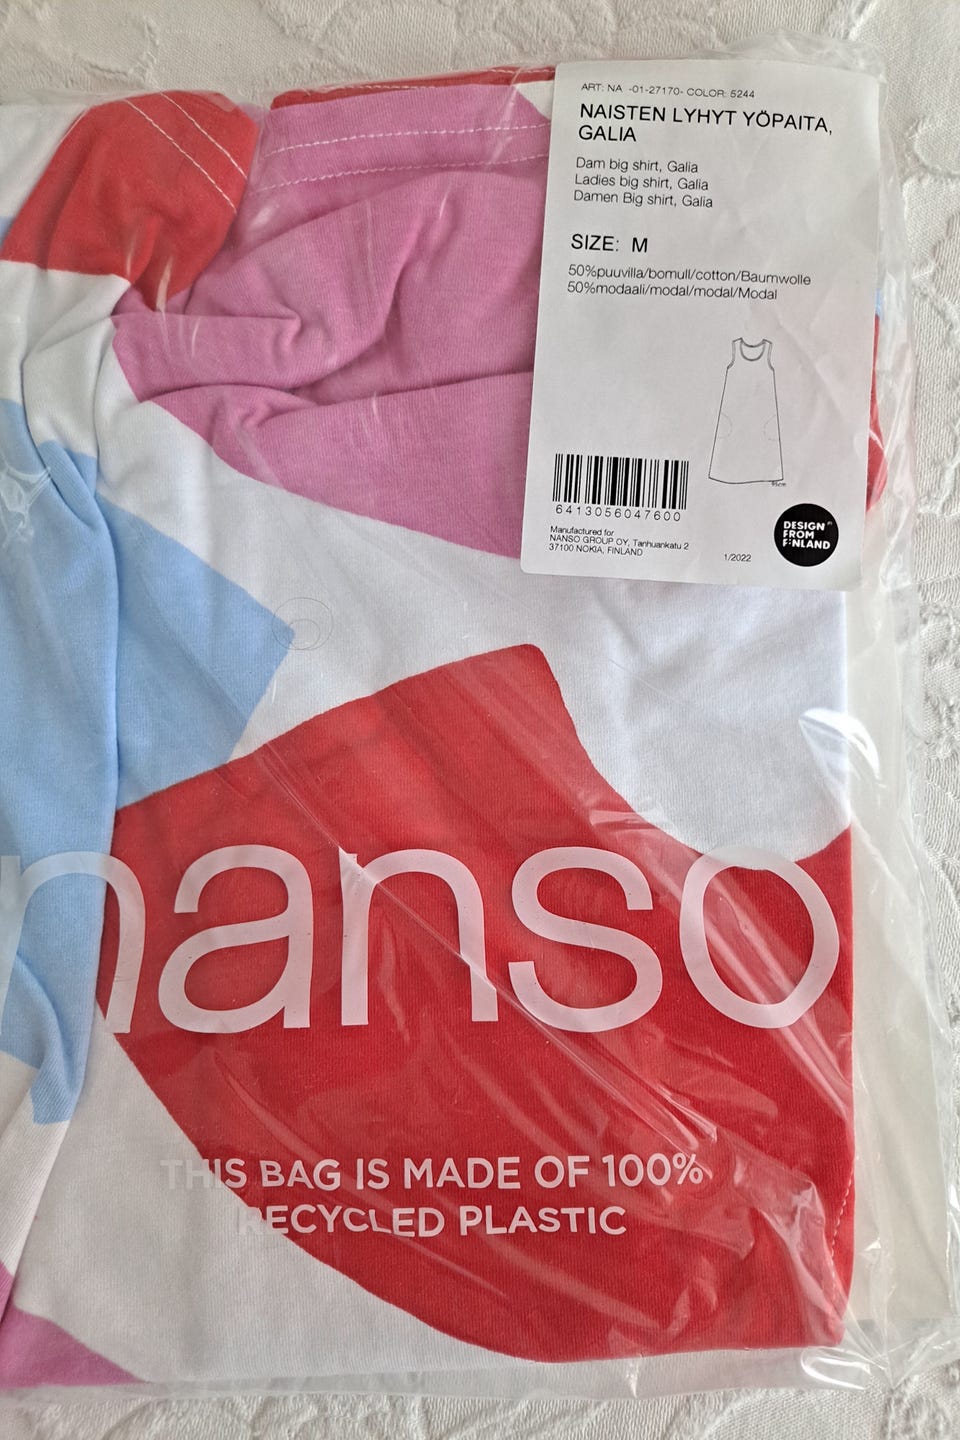 ART: NA -01-27170- COLOR: 5244
NAISTEN LYHYT YÖPAITA,
GALIA
Dam big shirt, Galia
Ladies big shirt, Galia
Damen Big shirt, Galia
SIZE: M
50%puuvilla/bomull/cotton/Baumwolle
50%modaali/modal/modal/Modal
95cm
6413056047600
Manufactured for
NANSO GROUP OY, Tanhuankatu 2
37100 NOKIA, FINLAND
1/2022
DESIGN
FROM
FINLAND
nanso
THIS BAG IS MADE OF 100%
RECYCLED PLASTIC